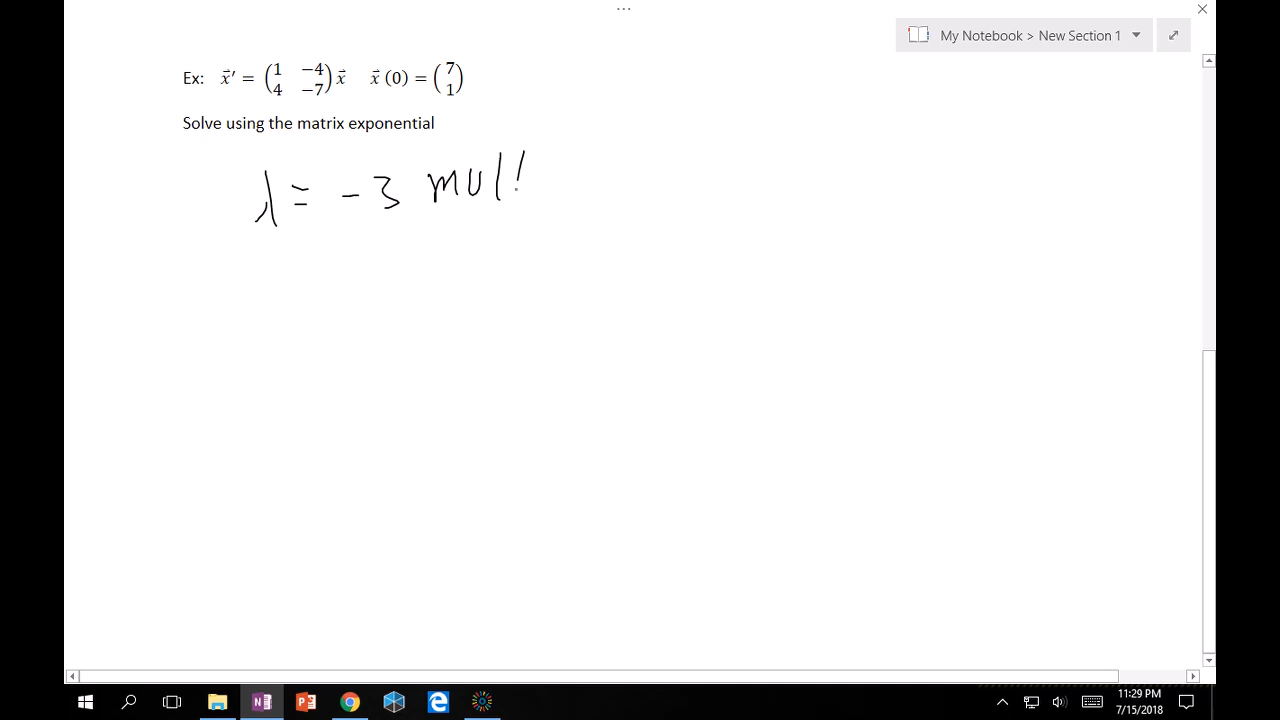 My Notebook > New Section 1
Ex: x⃗′ = (1 −4; 4 −7) x⃗ x⃗ (0) = (7; 1)
Solve using the matrix exponential
λ = -3 mul
11:29 PM
7/15/2018